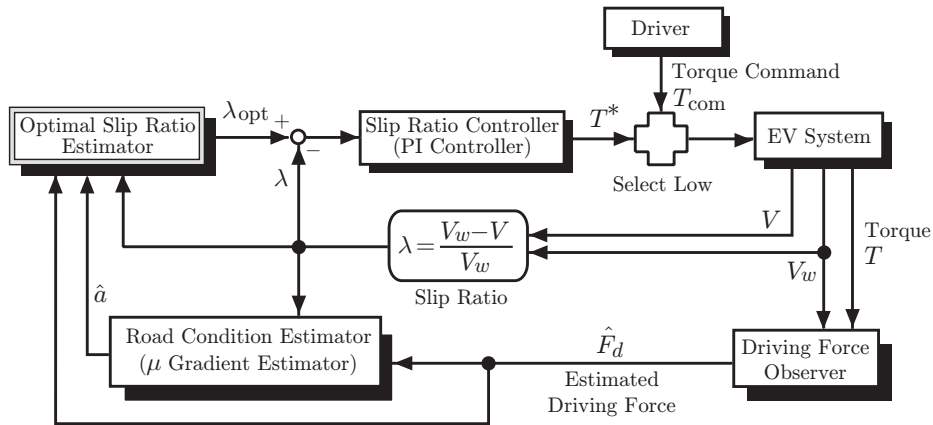 Driver
Torque Command
T_com
λ_opt
+
−
Optimal Slip Ratio
Estimator
Slip Ratio Controller
(PI Controller)
T*
EV System
Select Low
λ
λ = (V_w − V) / V_w
Slip Ratio
V
V_w
Torque
T
â
Road Condition Estimator
(μ Gradient Estimator)
F̂_d
Estimated
Driving Force
Driving Force
Observer